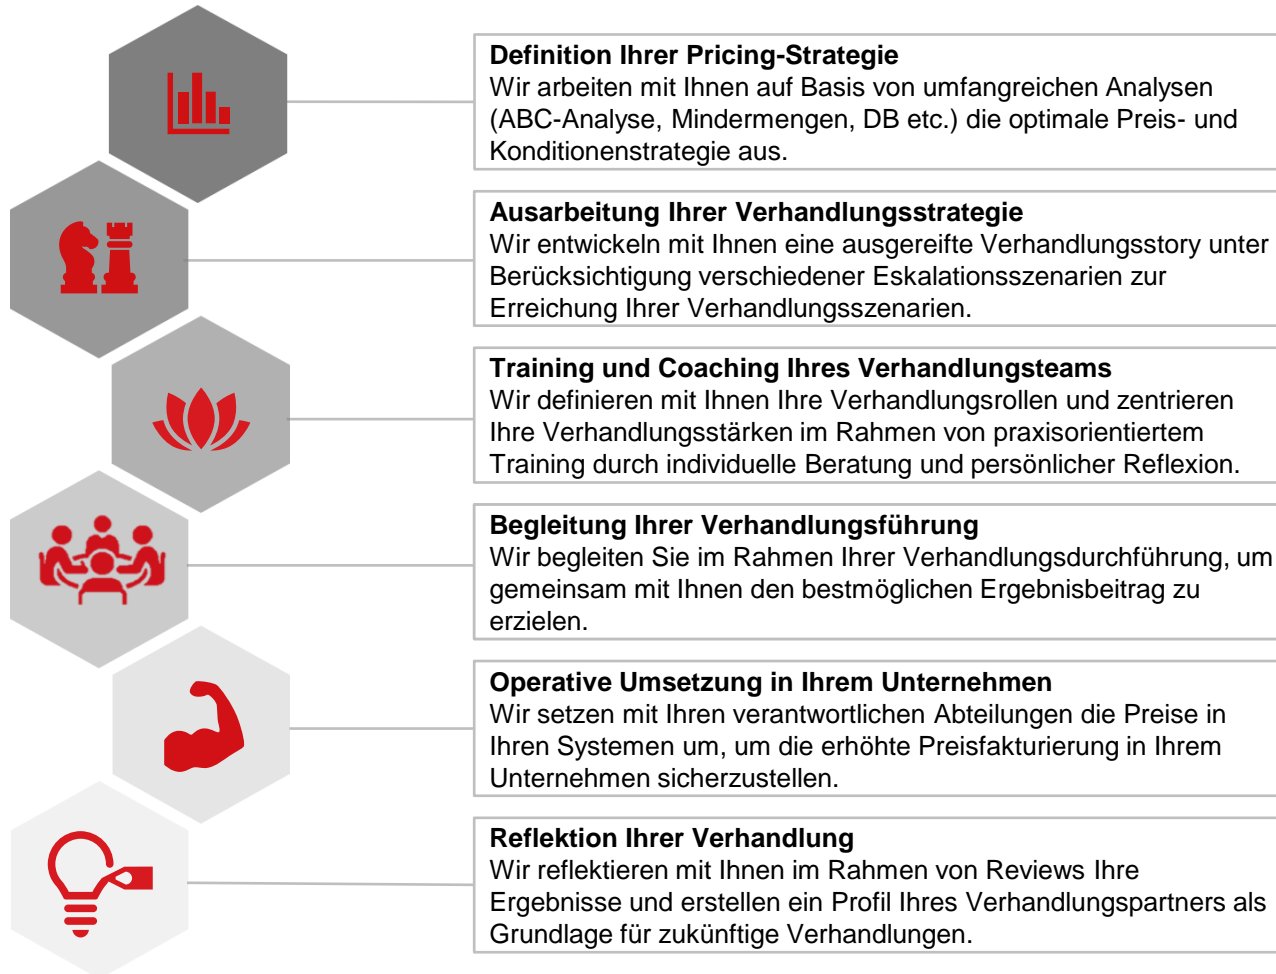 Definition Ihrer Pricing-Strategie
Wir arbeiten mit Ihnen auf Basis von umfangreichen Analysen
(ABC-Analyse, Mindermengen, DB etc.) die optimale Preis- und
Konditionenstrategie aus.
Ausarbeitung Ihrer Verhandlungsstrategie
Wir entwickeln mit Ihnen eine ausgereifte Verhandlungsstory unter
Berücksichtigung verschiedener Eskalationsszenarien zur
Erreichung Ihrer Verhandlungsszenarien.
Training und Coaching Ihres Verhandlungsteams
Wir definieren mit Ihnen Ihre Verhandlungsrollen und zentrieren
Ihre Verhandlungsstärken im Rahmen von praxisorientiertem
Training durch individuelle Beratung und persönlicher Reflexion.
Begleitung Ihrer Verhandlungsführung
Wir begleiten Sie im Rahmen Ihrer Verhandlungsdurchführung, um
gemeinsam mit Ihnen den bestmöglichen Ergebnisbeitrag zu
erzielen.
Operative Umsetzung in Ihrem Unternehmen
Wir setzen mit Ihren verantwortlichen Abteilungen die Preise in
Ihren Systemen um, um die erhöhte Preisfakturierung in Ihrem
Unternehmen sicherzustellen.
Reflektion Ihrer Verhandlung
Wir reflektieren mit Ihnen im Rahmen von Reviews Ihre
Ergebnisse und erstellen ein Profil Ihres Verhandlungspartners als
Grundlage für zukünftige Verhandlungen.